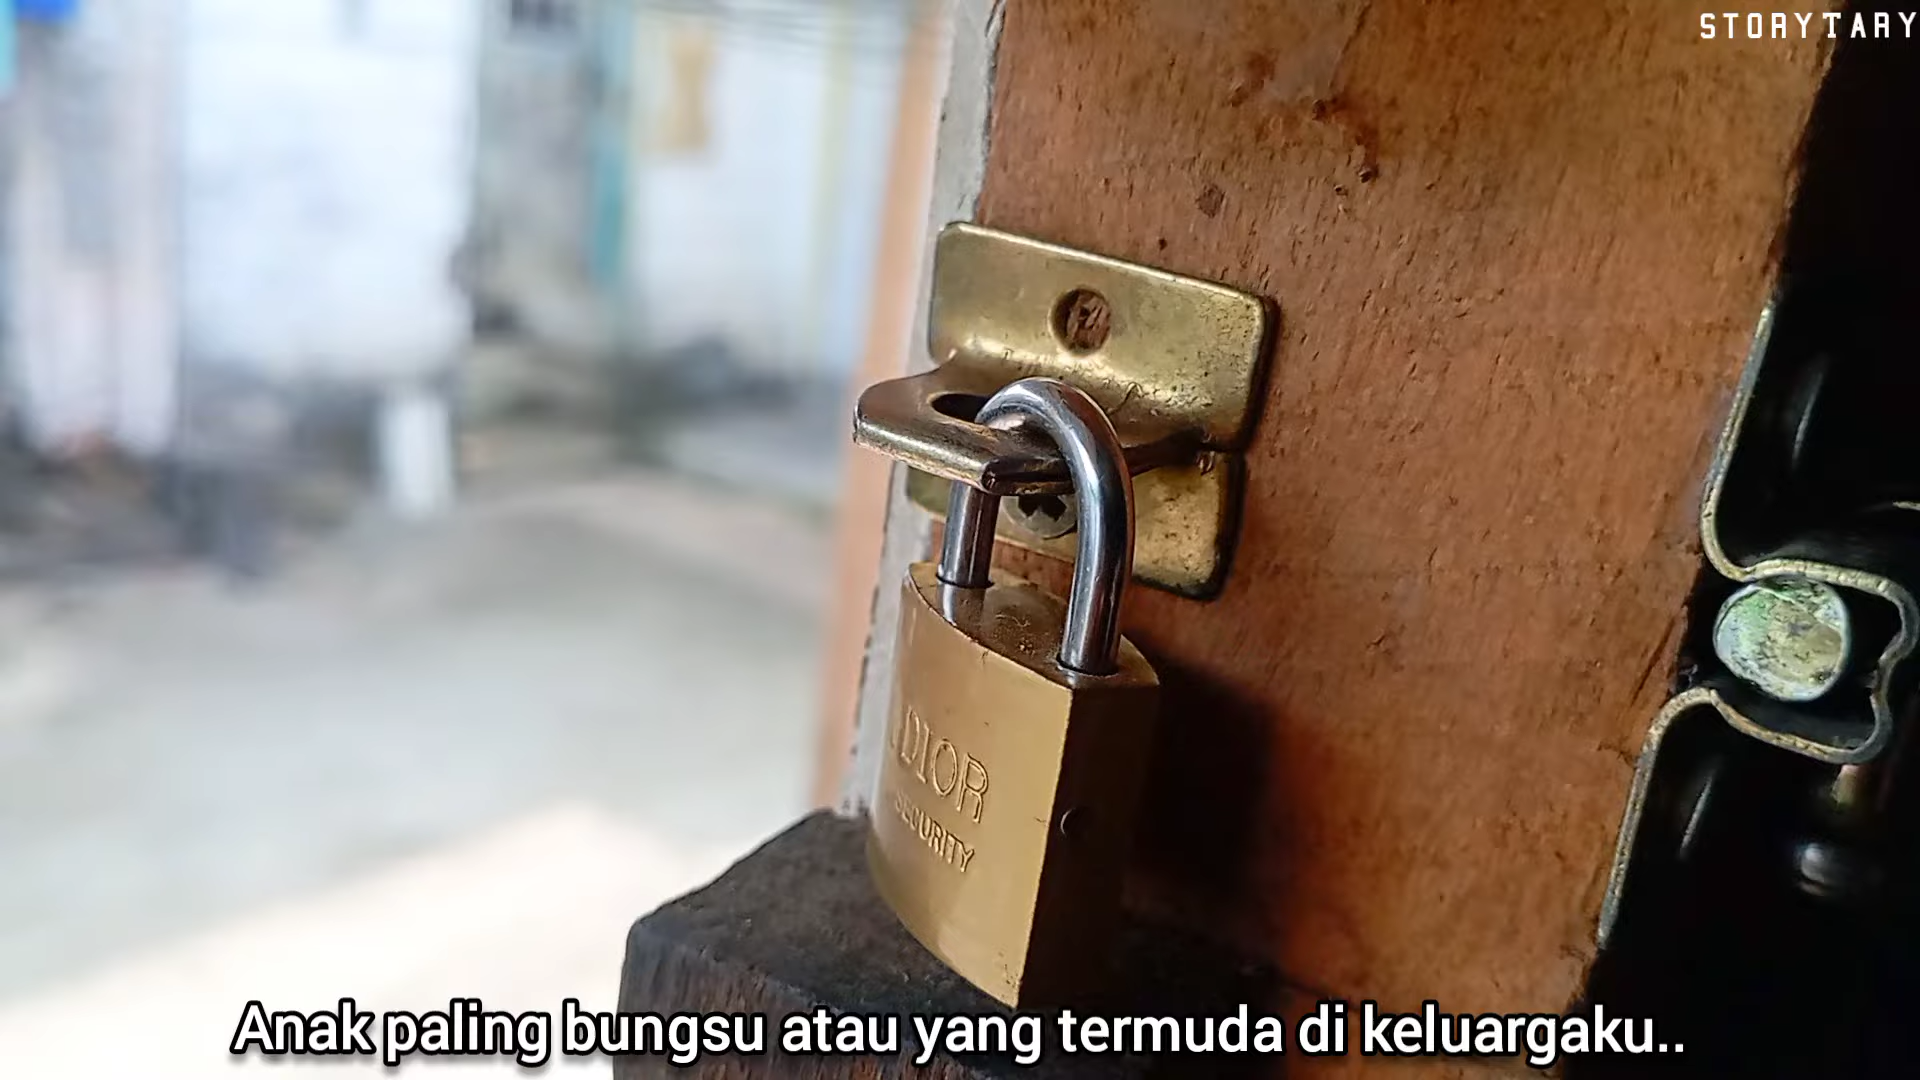 STORYTARY
DIOR
SECURITY
Anak paling bungsu atau yang termuda di keluargaku..